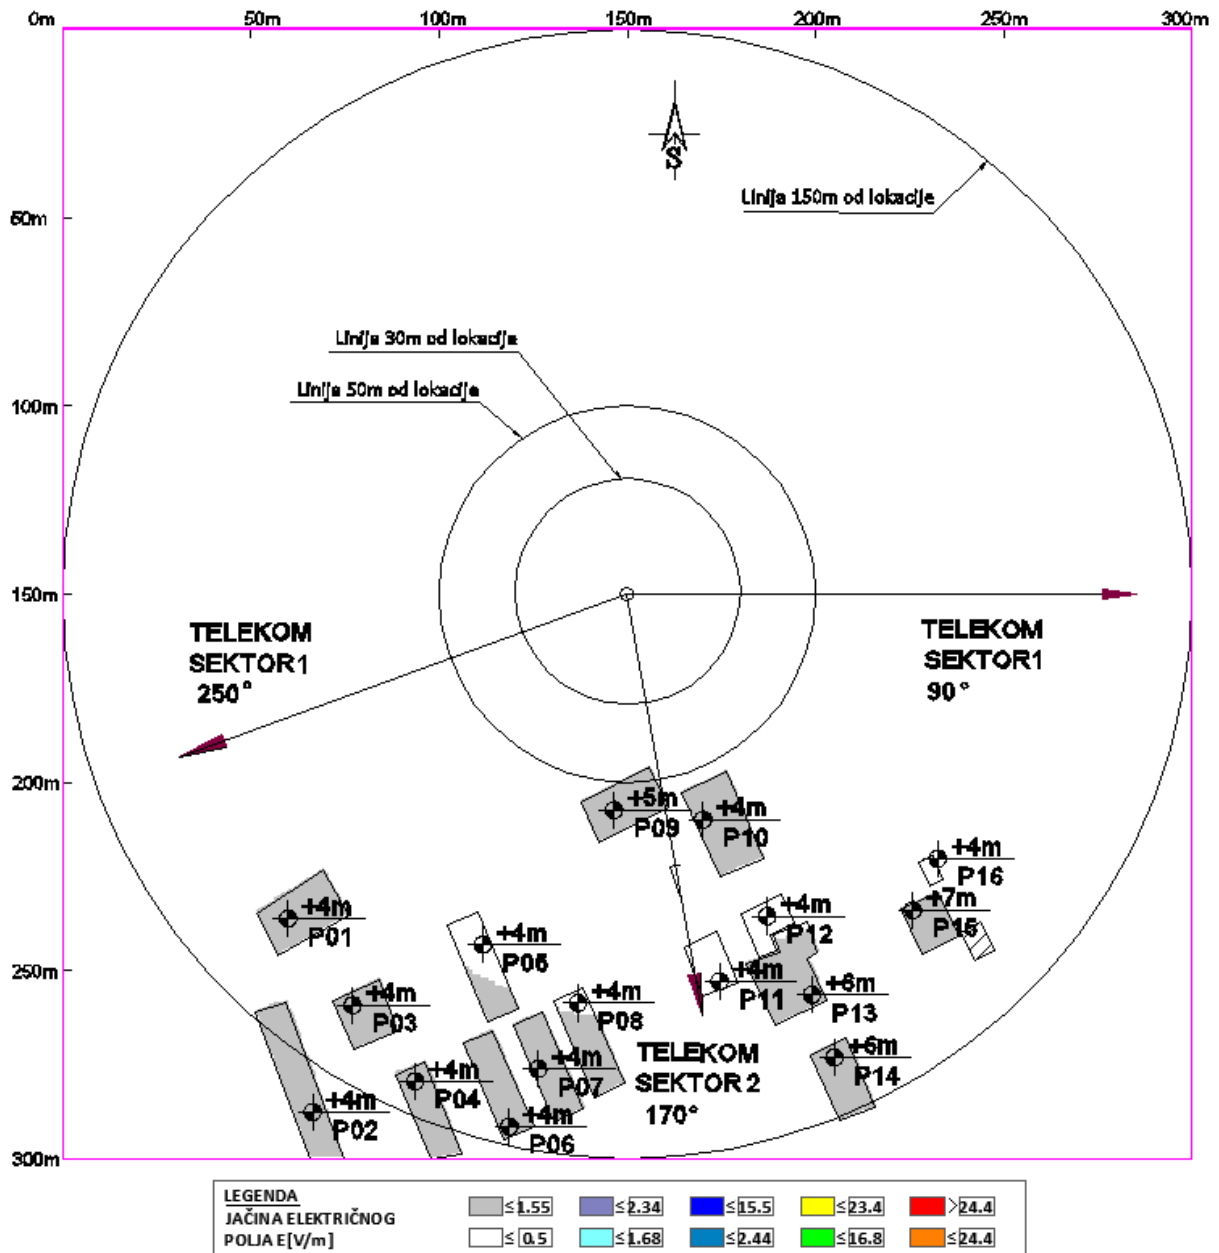 0m 50m 100m 150m 200m 250m 300m
S
Linija 150m od lokacije
50m
Linija 30m od lokacije
Linija 50m od lokacije
100m
150m
TELEKOM
SEKTOR1
250°
TELEKOM
SEKTOR1
90°
200m
+5m
P09
+4m
P10
+4m
P16
+4m
P01
+7m
P15
+4m
P12
+4m
P05
250m
+4m
P11
+6m
P13
+4m
P03
+4m
P08
TELEKOM
SEKTOR 2
170°
+6m
P14
+4m
P04
+4m
P07
+4m
P02
+4m
P06
300m
LEGENDA
JAČINA ELEKTRIČNOG
POLJA E[V/m]
≤1.55 ≤2.34 ≤15.5 ≤23.4 >24.4
≤ 0.5 ≤1.68 ≤2.44 ≤16.8 ≤24.4